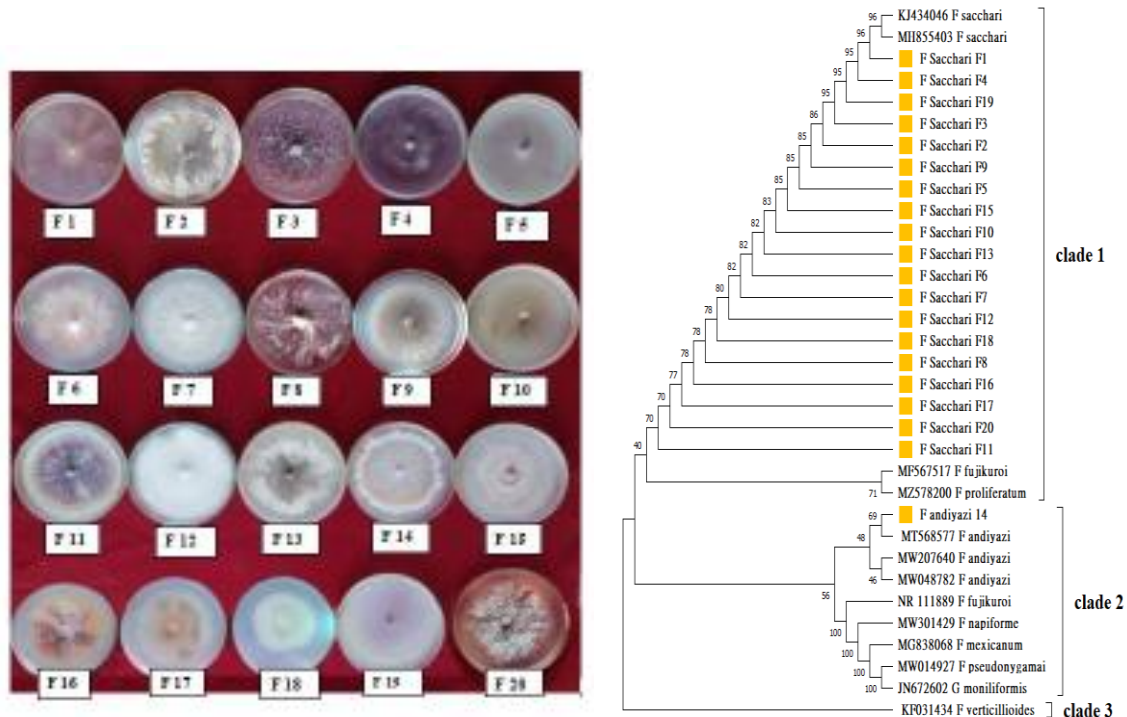 F 1
F 2
F 3
F 4
F 5
F 6
F 7
F 8
F 9
F 10
F 11
F 12
F 13
F 14
F 15
F 16
F 17
F 18
F 19
F 20
KJ434046 F sacchari
MH855403 F sacchari
F Sacchari F1
F Sacchari F4
F Sacchari F19
F Sacchari F3
F Sacchari F2
F Sacchari F9
F Sacchari F5
F Sacchari F15
F Sacchari F10
F Sacchari F13
F Sacchari F6
F Sacchari F7
F Sacchari F12
F Sacchari F18
F Sacchari F8
F Sacchari F16
F Sacchari F17
F Sacchari F20
F Sacchari F11
MF567517 F fujikuroi
MZ578200 F proliferatum
F andiyazi 14
MT568577 F andiyazi
MW207640 F andiyazi
MW048782 F andiyazi
NR 111889 F fujikuroi
MW301429 F napiforme
MG838068 F mexicanum
MW014927 F pseudonygamai
JN672602 G moniliformis
KF031434 F verticillioides
96
96
95
95
95
86
85
85
85
83
82
82
82
80
78
78
78
77
70
70
40
71
69
48
46
56
100
100
100
100
clade 1
clade 2
clade 3